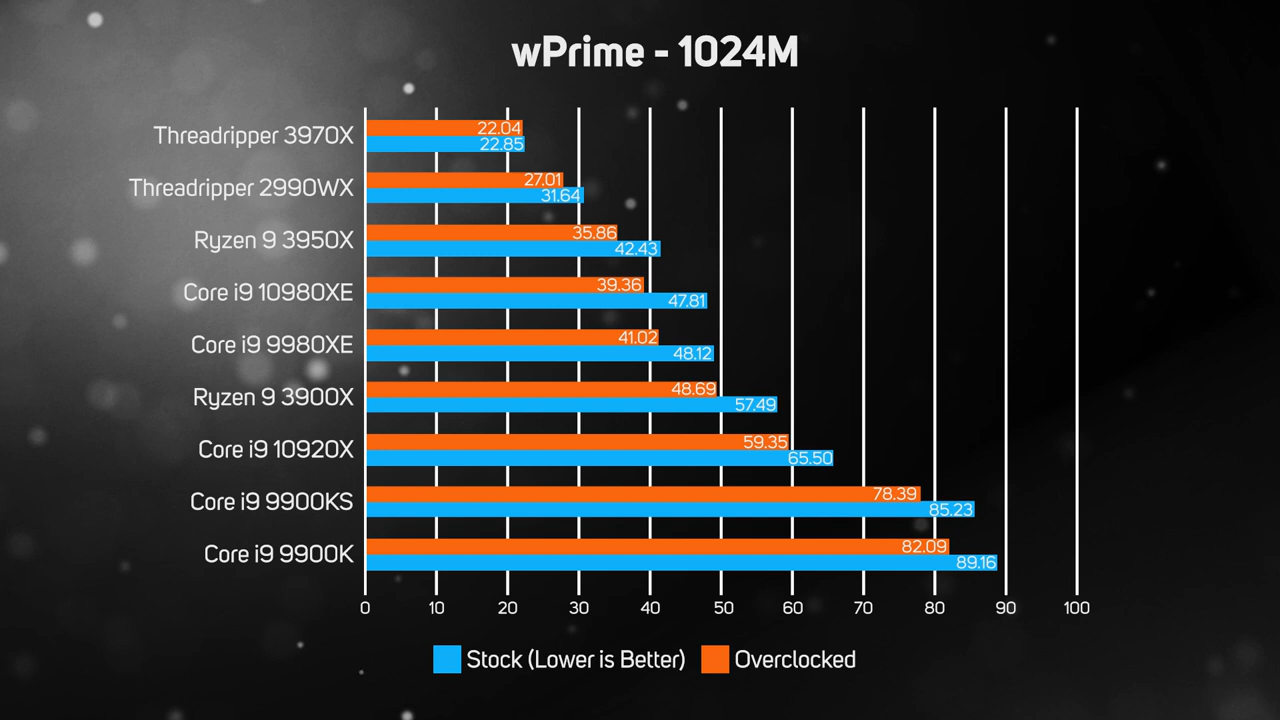 wPrime - 1024M
Threadripper 3970X
22.04
22.85
Threadripper 2990WX
27.01
31.64
Ryzen 9 3950X
35.86
42.43
Core i9 10980XE
39.36
47.81
Core i9 9980XE
41.02
48.12
Ryzen 9 3900X
48.69
57.49
Core i9 10920X
59.35
65.50
Core i9 9900KS
78.39
85.23
Core i9 9900K
82.09
89.16
0 10 20 30 40 50 60 70 80 90 100
Stock (Lower is Better) Overclocked